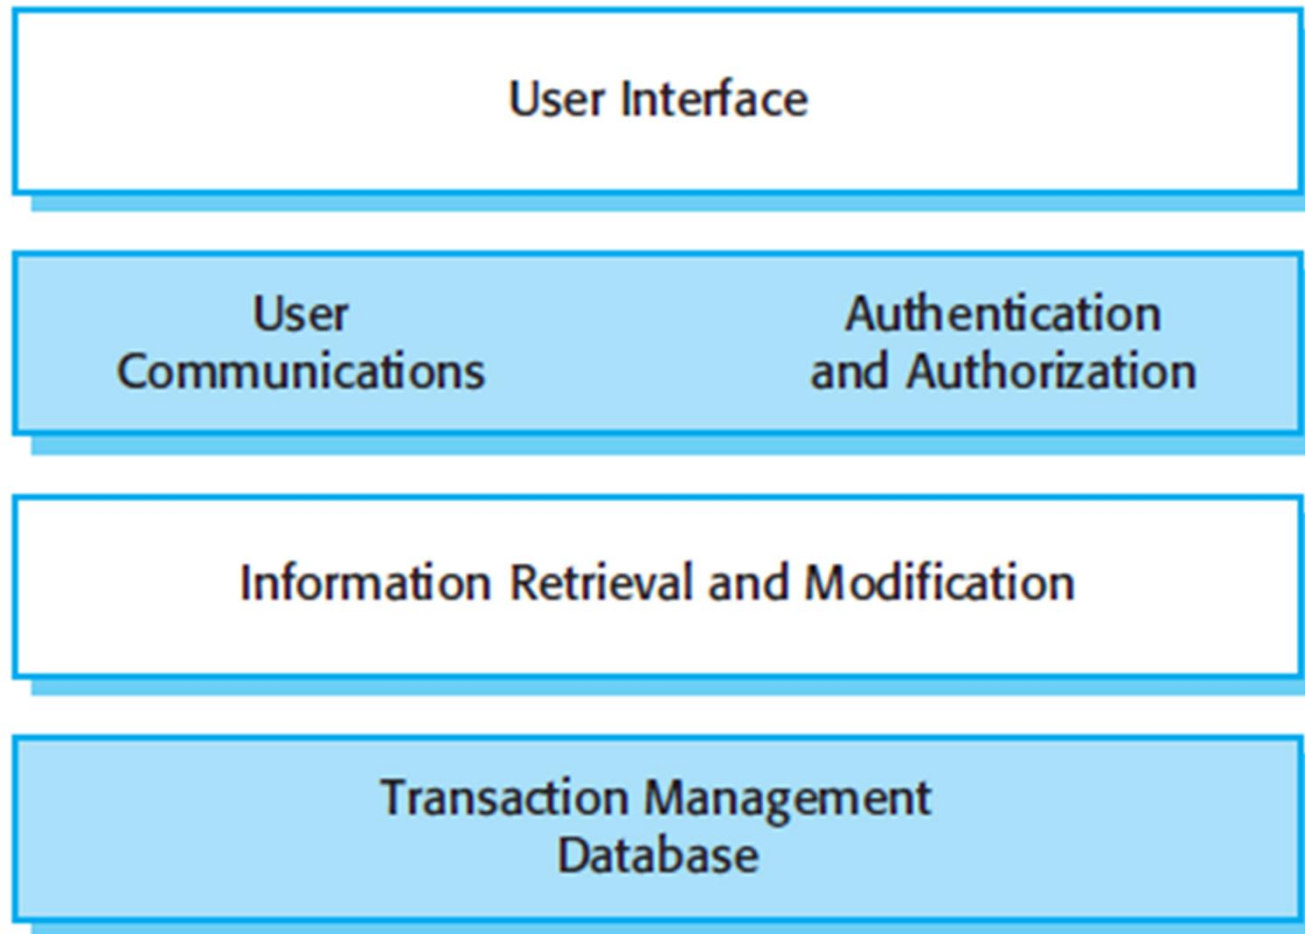 User Interface
User
Communications
Authentication
and Authorization
Information Retrieval and Modification
Transaction Management
Database